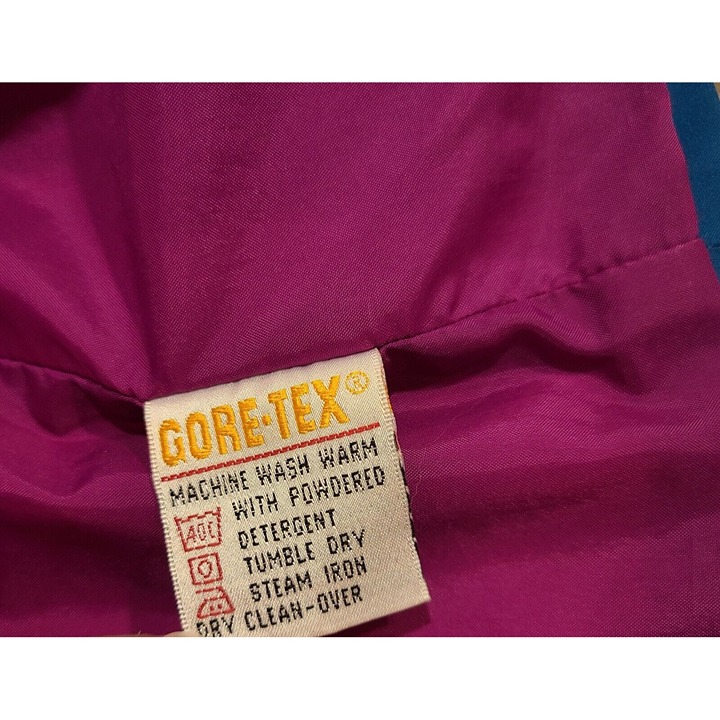 GORE-TEX®
MACHINE WASH WARM
WITH POWDERED
40C DETERGENT
TUMBLE DRY
STEAM IRON
DRY CLEAN-OVER